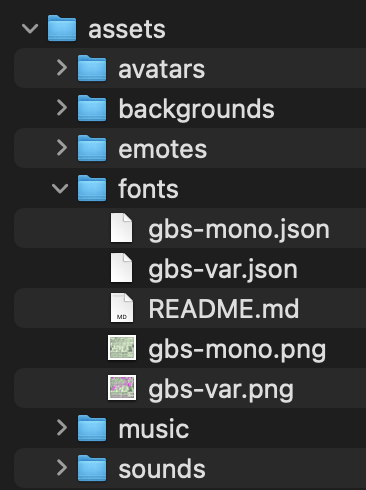 assets
avatars
backgrounds
emotes
fonts
gbs-mono.json
gbs-var.json
MD README.md
gbs-mono.png
gbs-var.png
music
sounds